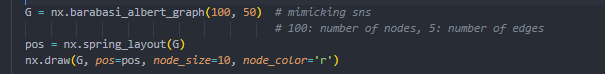 G = nx.barabasi_albert_graph(100, 50)  # mimicking sns
# 100: number of nodes, 5: number of edges
pos = nx.spring_layout(G)
nx.draw(G, pos=pos, node_size=10, node_color='r')